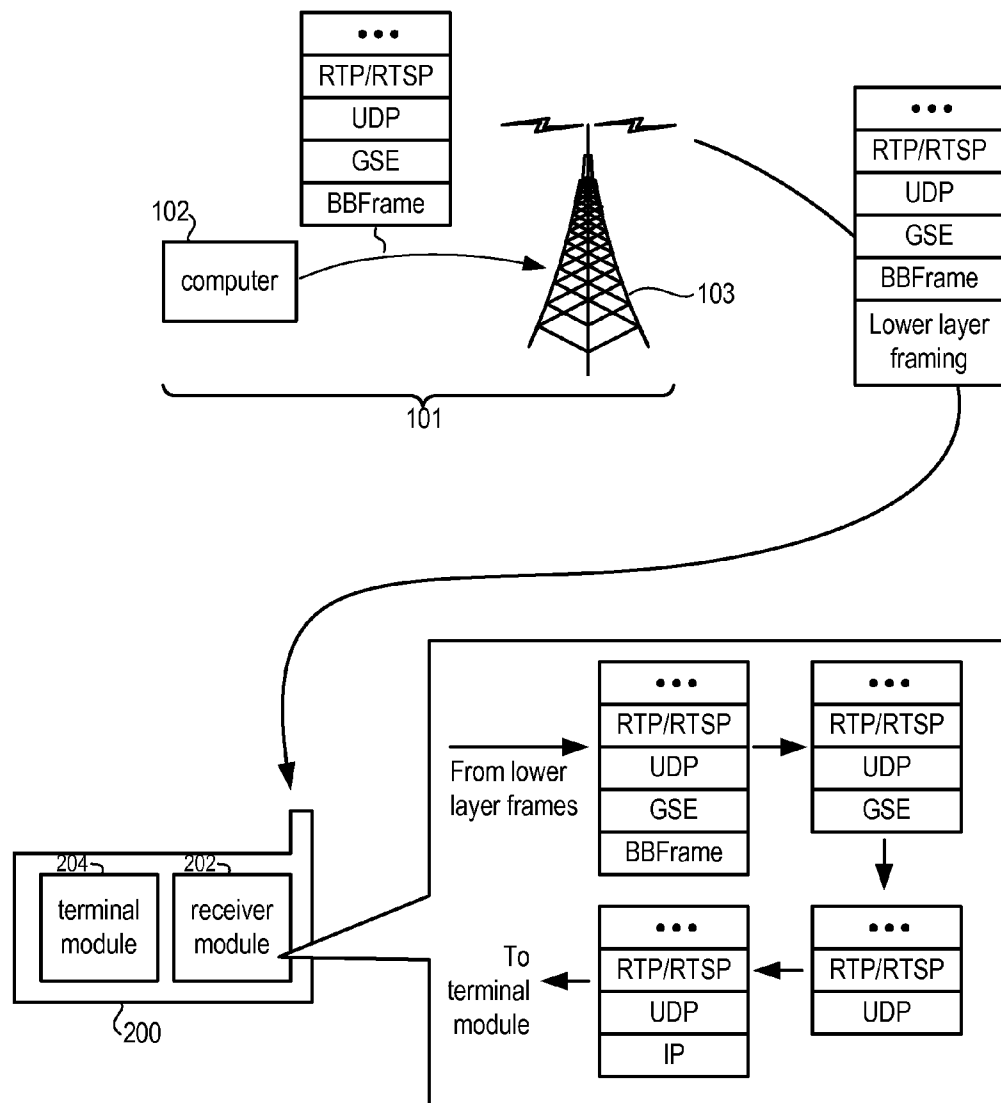 •••
RTP/RTSP
UDP
GSE
BBFrame
102
computer
103
101
•••
RTP/RTSP
UDP
GSE
BBFrame
Lower layer
framing
From lower
layer frames
•••
RTP/RTSP
UDP
GSE
BBFrame
•••
RTP/RTSP
UDP
GSE
•••
RTP/RTSP
UDP
•••
RTP/RTSP
UDP
IP
To
terminal
module
204
terminal
module
202
receiver
module
200